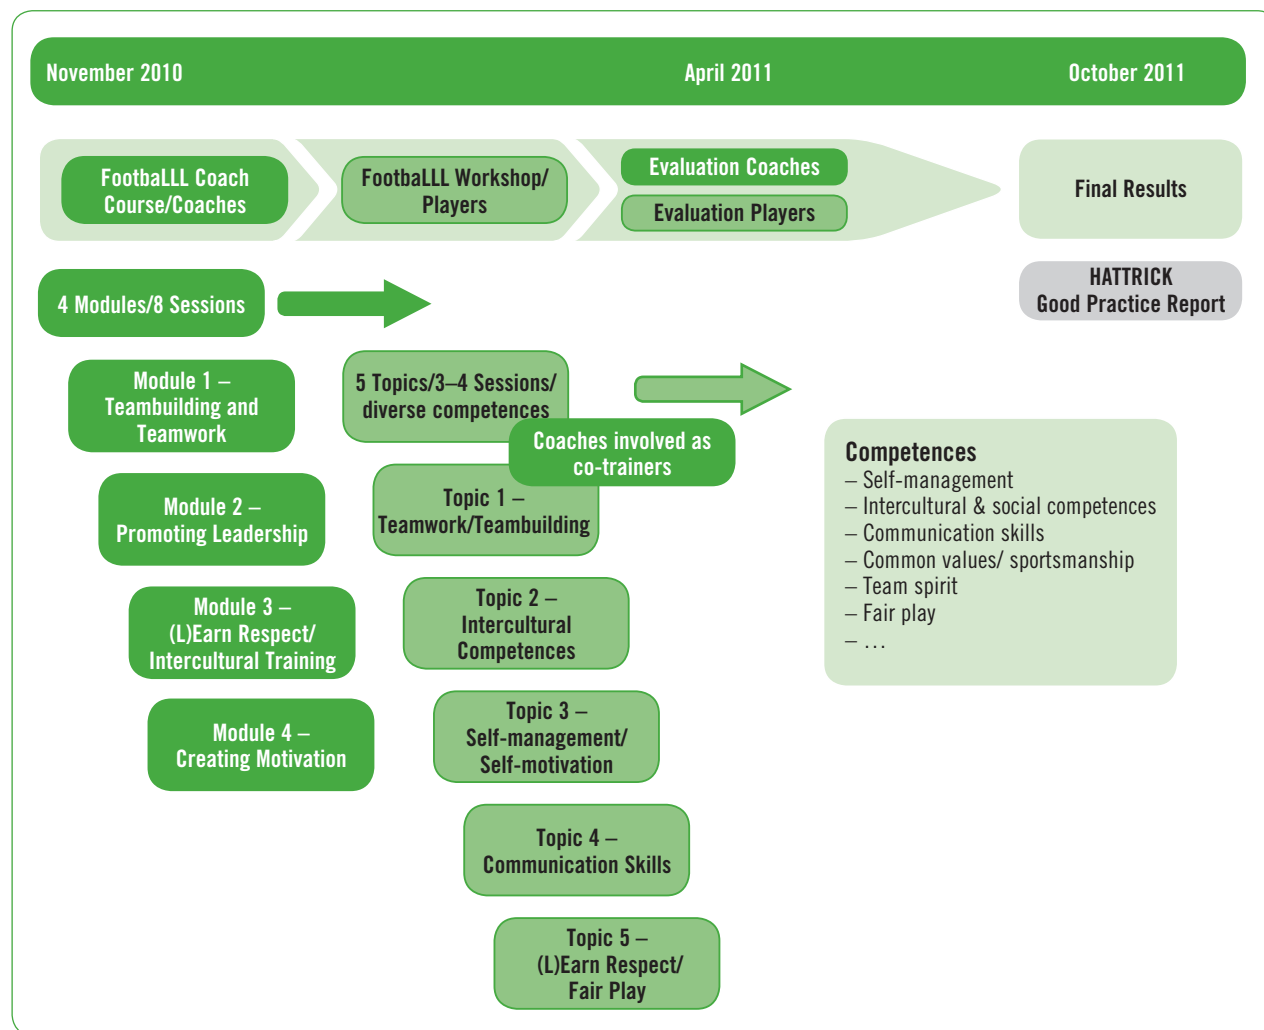 November 2010
April 2011
October 2011
FootbaLLL Coach
Course/Coaches
FootbaLLL Workshop/
Players
Evaluation Coaches
Evaluation Players
Final Results
HATTRICK
Good Practice Report
4 Modules/8 Sessions
Module 1 –
Teambuilding and
Teamwork
Module 2 –
Promoting Leadership
Module 3 –
(L)Earn Respect/
Intercultural Training
Module 4 –
Creating Motivation
5 Topics/3–4 Sessions/
diverse competences
Coaches involved as
co-trainers
Topic 1 –
Teamwork/Teambuilding
Topic 2 –
Intercultural
Competences
Topic 3 –
Self-management/
Self-motivation
Topic 4 –
Communication Skills
Topic 5 –
(L)Earn Respect/
Fair Play
Competences
– Self-management
– Intercultural & social competences
– Communication skills
– Common values/ sportsmanship
– Team spirit
– Fair play
– …